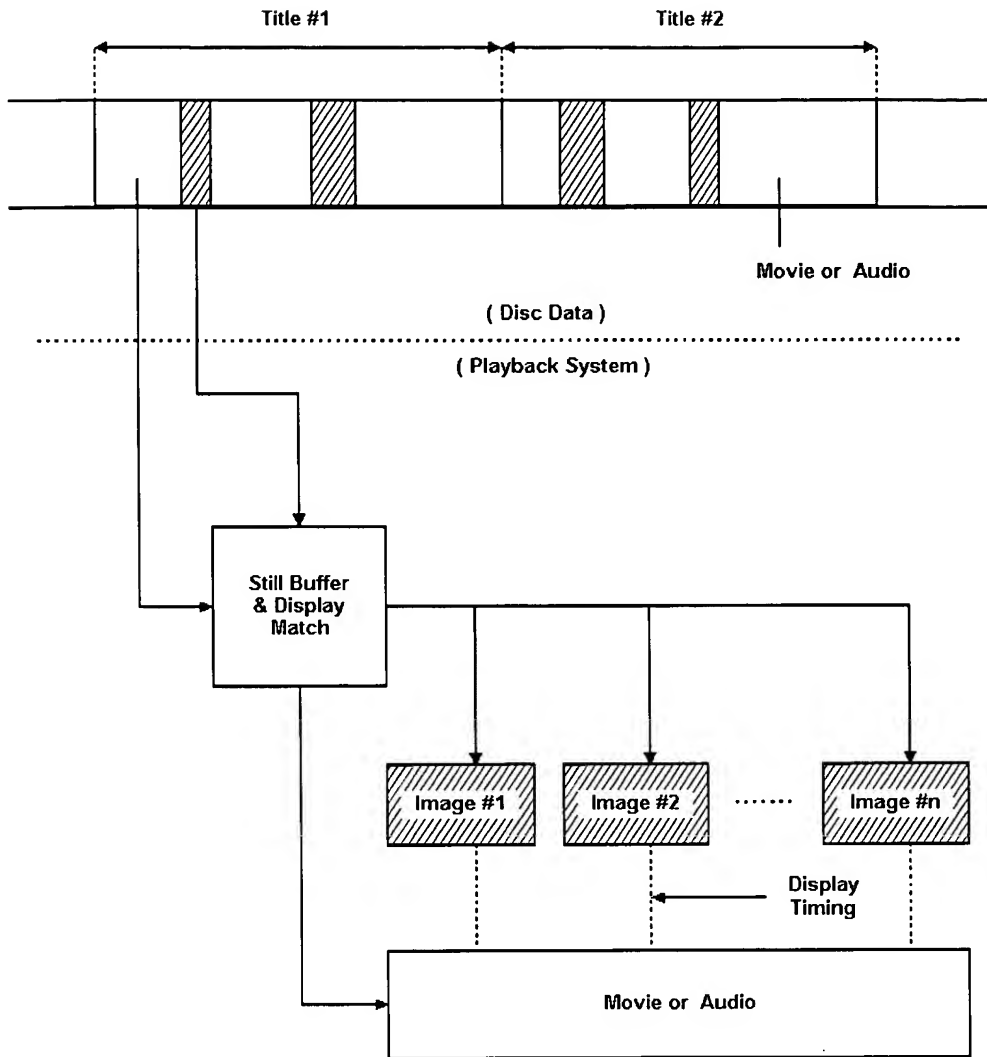 Title #1
Title #2
Movie or Audio
( Disc Data )
( Playback System )
Still Buffer
& Display
Match
Image #1
Image #2
Image #n
Display
Timing
Movie or Audio